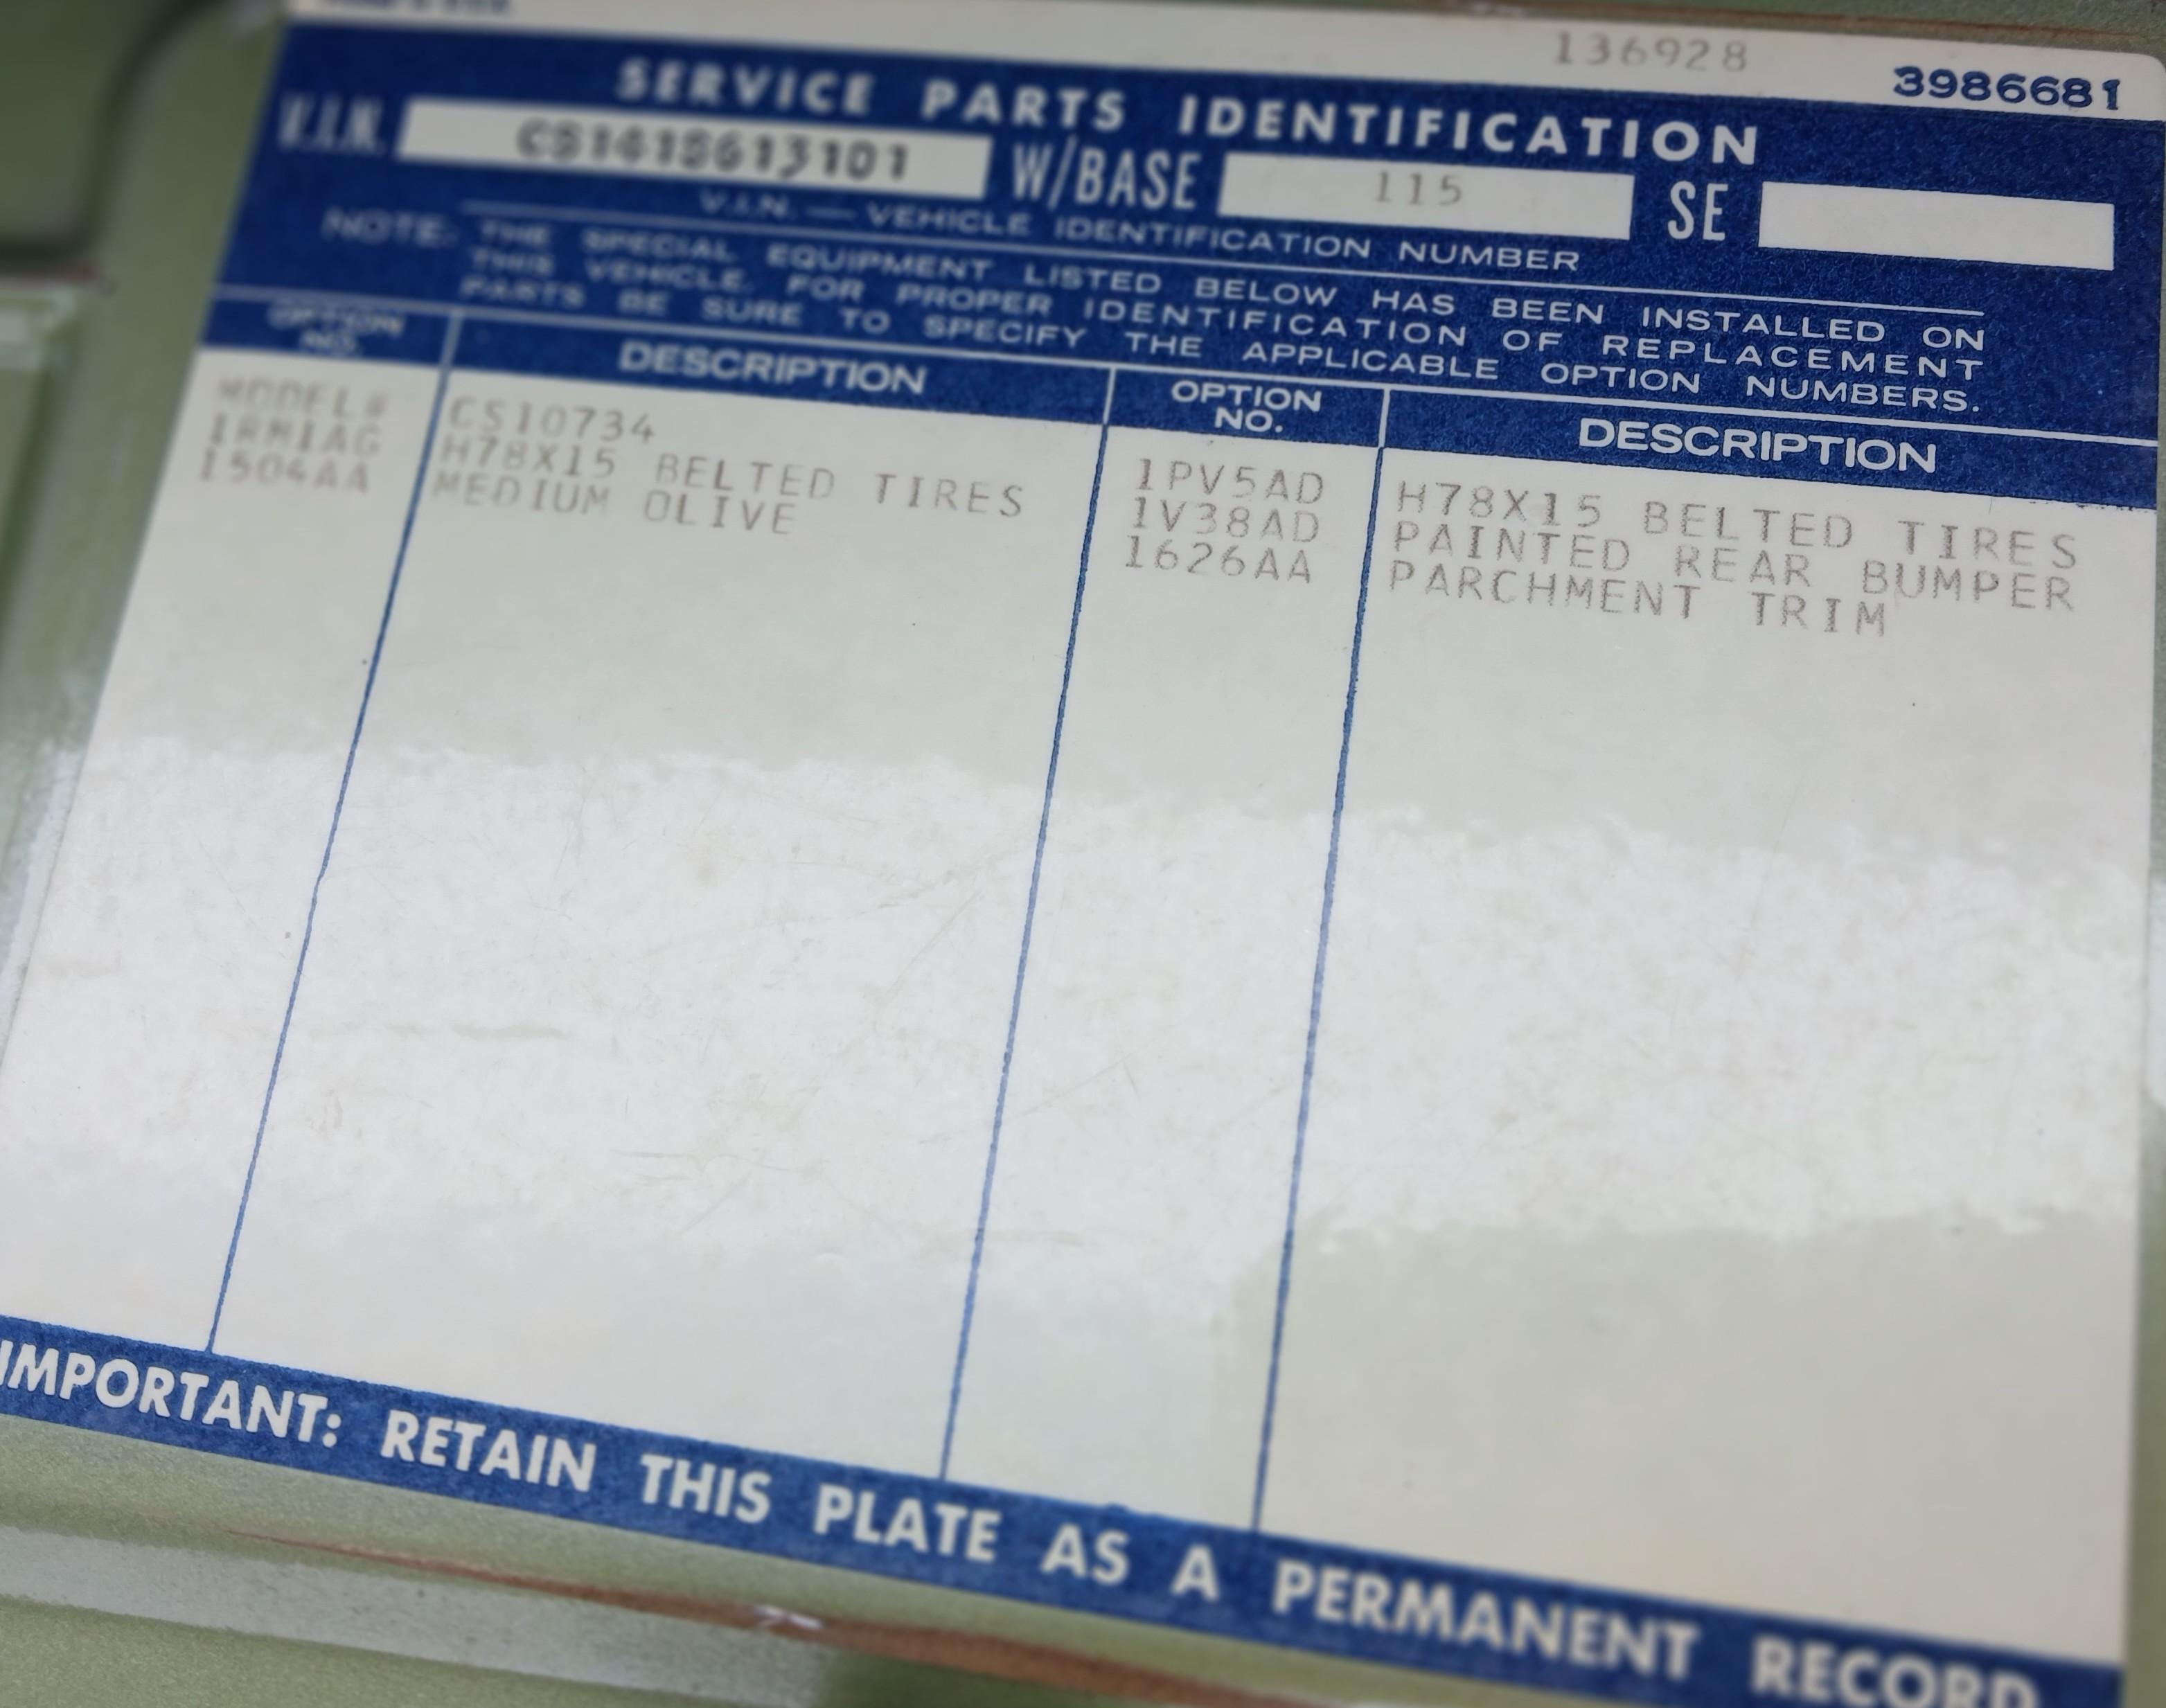 136928
3986681
SERVICE PARTS IDENTIFICATION
V.I.N. CS141S613101 W/BASE 115 SE
V.I.N. — VEHICLE IDENTIFICATION NUMBER
NOTE: THE SPECIAL EQUIPMENT LISTED BELOW HAS BEEN INSTALLED ON
THIS VEHICLE. FOR PROPER IDENTIFICATION OF REPLACEMENT
PARTS BE SURE TO SPECIFY THE APPLICABLE OPTION NUMBERS.
OPTION NO. DESCRIPTION OPTION NO. DESCRIPTION
MODEL# CS10734
1RM1AG H78X15 BELTED TIRES 1PV5AD H78X15 BELTED TIRES
1504AA MEDIUM OLIVE 1V38AD PAINTED REAR BUMPER
1626AA PARCHMENT TRIM
IMPORTANT: RETAIN THIS PLATE AS A PERMANENT RECORD